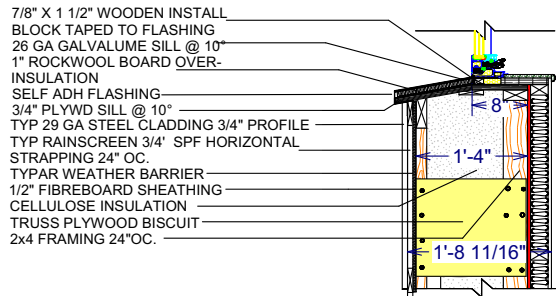 7/8" X 1 1/2" WOODEN INSTALL
BLOCK TAPED TO FLASHING
26 GA GALVALUME SILL @ 10°
1" ROCKWOOL BOARD OVER-
INSULATION
SELF ADH FLASHING
3/4" PLYWD SILL @ 10°
TYP 29 GA STEEL CLADDING 3/4" PROFILE
TYP RAINSCREEN 3/4' SPF HORIZONTAL
STRAPPING 24" OC.
TYPAR WEATHER BARRIER
1/2" FIBREBOARD SHEATHING
CELLULOSE INSULATION
TRUSS PLYWOOD BISCUIT
2x4 FRAMING 24"OC.
8"
1'-4"
1'-8 11/16"